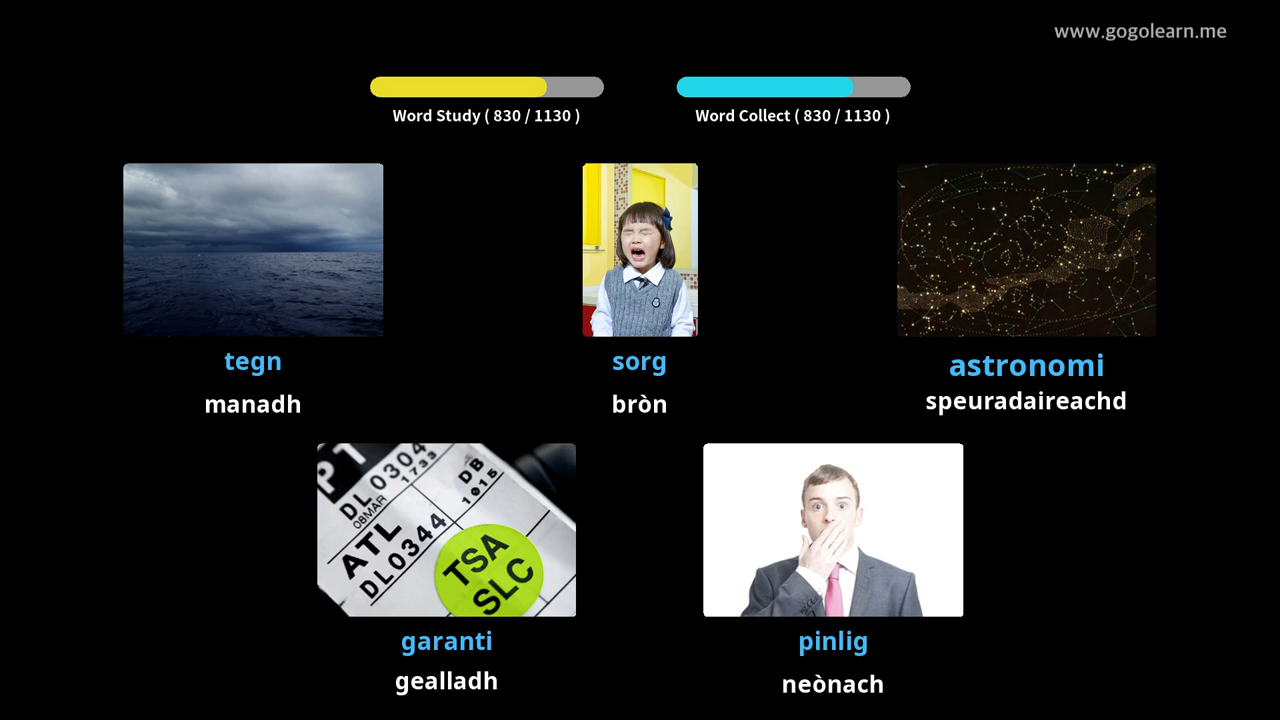 www.gogolearn.me
Word Study ( 830 / 1130 )
Word Collect ( 830 / 1130 )
tegn
manadh
sorg
bròn
astronomi
speuradaireachd
P1
DL0304
08MAR 1733
DB
1015
ATL
DL0344
TSA
SLC
garanti
gealladh
pinlig
neònach